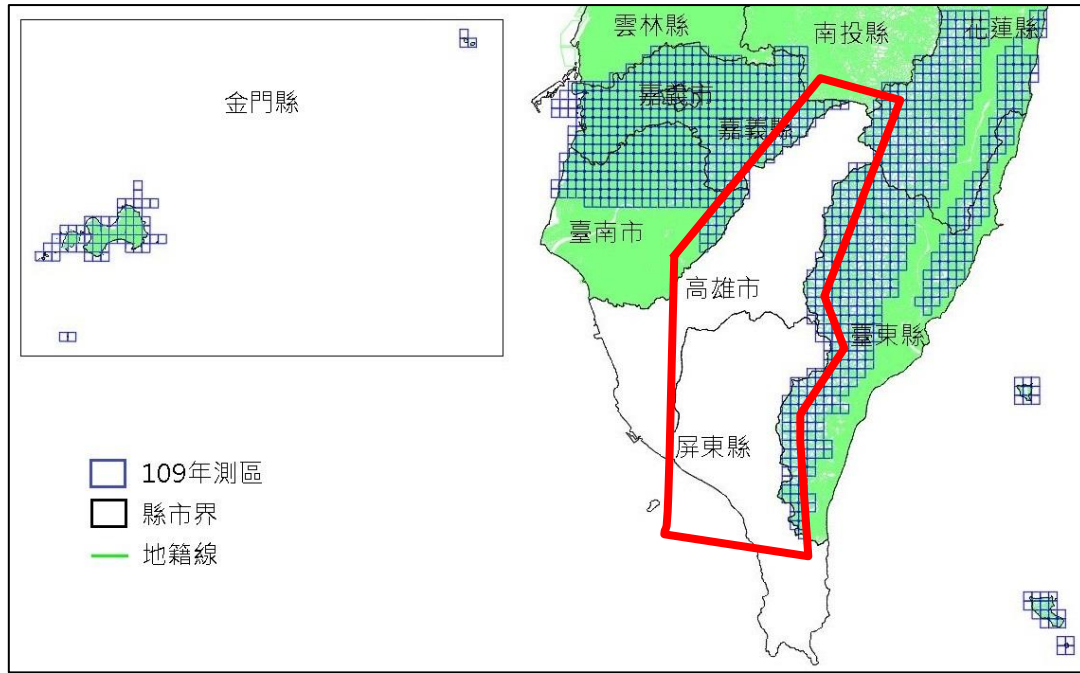 雲林縣
南投縣
花蓮縣
金門縣
嘉義市
嘉義縣
臺南市
高雄市
臺東縣
屏東縣
109年測區
縣市界
地籍線